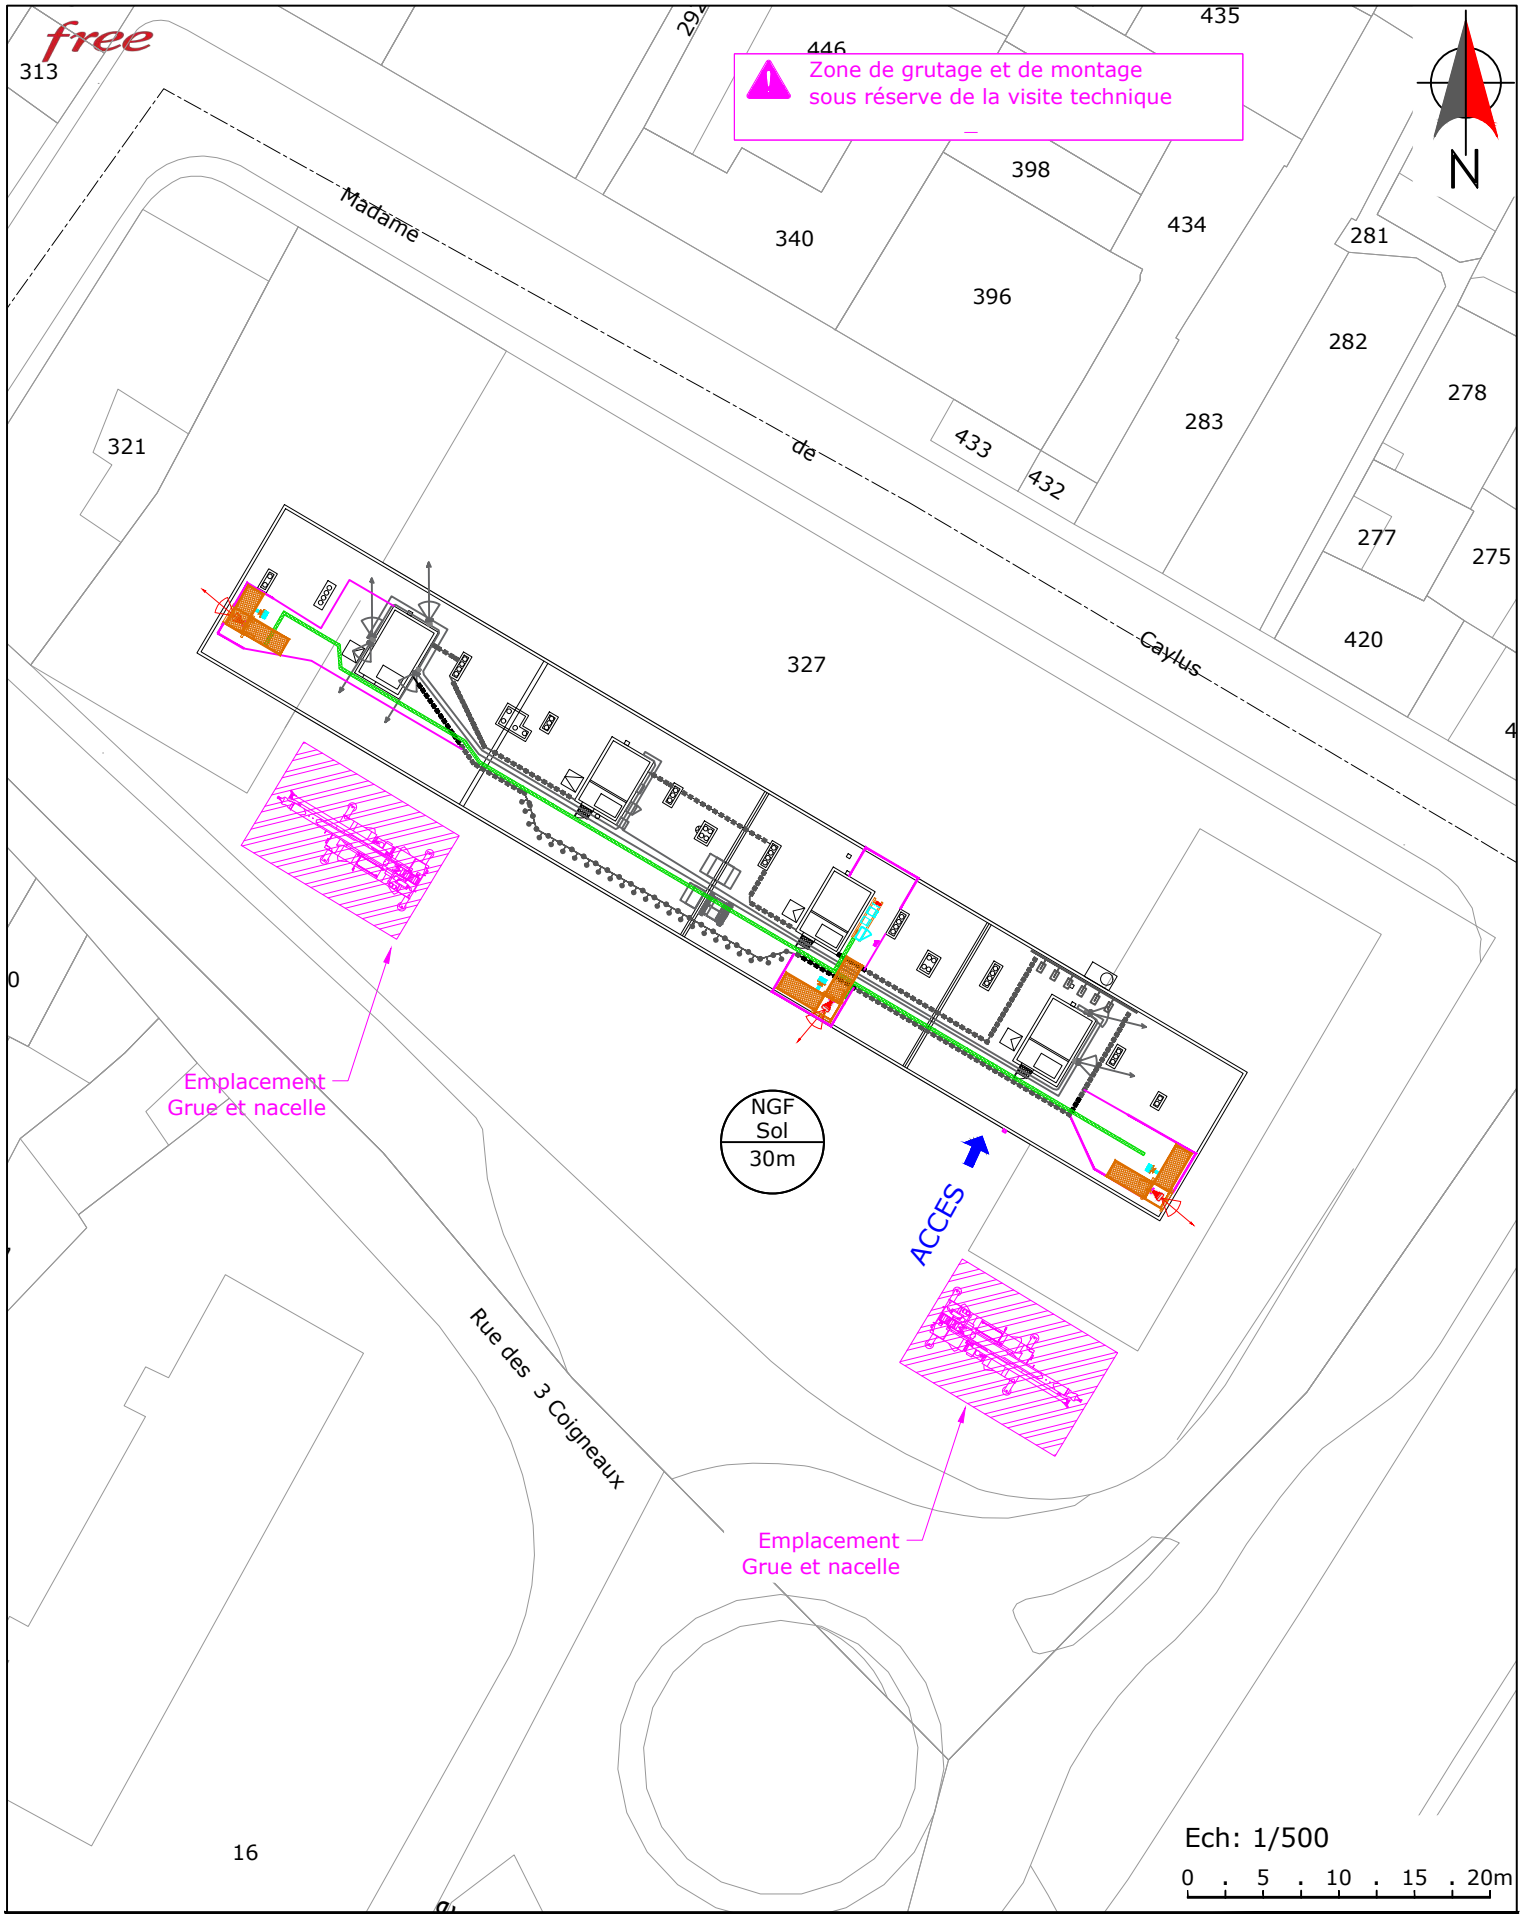 free
313
292
446
435
Zone de grutage et de montage
sous réserve de la visite technique
N
398
434
281
340
396
282
278
283
433
432
277
275
321
420
327
Madame
de
Caylus
Emplacement
Grue et nacelle
NGF
Sol
30m
ACCES
Rue des 3 Coigneaux
Emplacement
Grue et nacelle
16
Ech: 1/500
0 . 5 . 10 . 15 . 20m